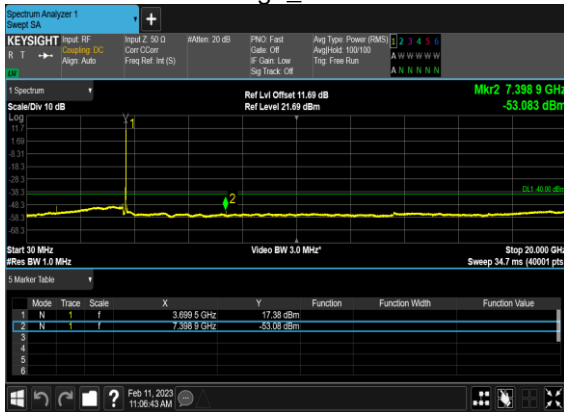 Spectrum Analyzer 1
Swept SA
+
KEYSIGHT Input: RF Input Z: 50 Ω #Atten: 20 dB PNO: Fast Avg Type: Power (RMS) 1 2 3 4 5 6
R T Coupling: DC Corr CCorr Gate: Off Avg|Hold: 100/100 A W W W W W
Align: Auto Freq Ref: Int (S) IF Gain: Low Trig: Free Run
Sig Track: Off A N N N N N
1 Spectrum Ref Lvl Offset 11.69 dB Mkr2 7.398 9 GHz
Scale/Div 10 dB Ref Level 21.69 dBm -53.083 dBm
Log
11.7
1
1.69
-8.31
-18.3
-28.3
-38.3 DL1 -40.00 dBm
2
-48.3
-58.3
-68.3
Start 30 MHz Video BW 3.0 MHz* Stop 20.000 GHz
#Res BW 1.0 MHz Sweep 34.7 ms (40001 pts
5 Marker Table
Mode Trace Scale X Y Function Function Width Function Value
1 N 1 f 3.699 5 GHz 17.38 dBm
2 N 1 f 7.398 9 GHz -53.08 dBm
3
4
5
6
? Feb 11, 2023
11:06:43 AM